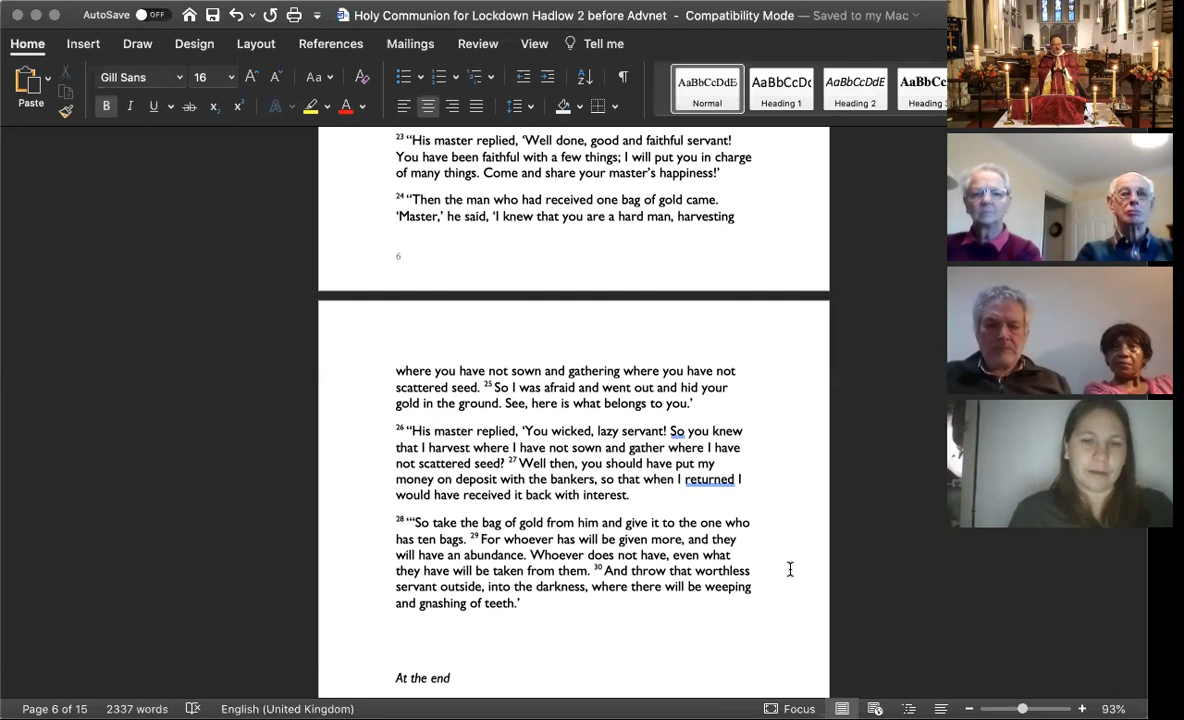 AutoSave OFF Holy Communion for Lockdown Hadlow 2 before Advnet - Compatibility Mode — Saved to my Mac
Home Insert Draw Design Layout References Mailings Review View Tell me
Paste Gill Sans 16 A A Aa A AaBbCcDdE AaBbCcDc AaBbCcDdE AaBbCc
B I U ab x2 x2 A A Normal Heading 1 Heading 2 Heading
23 “His master replied, ‘Well done, good and faithful servant!
You have been faithful with a few things; I will put you in charge
of many things. Come and share your master’s happiness!’
24 “Then the man who had received one bag of gold came.
‘Master,’ he said, ‘I knew that you are a hard man, harvesting
6
where you have not sown and gathering where you have not
scattered seed. 25 So I was afraid and went out and hid your
gold in the ground. See, here is what belongs to you.’
26 “His master replied, ‘You wicked, lazy servant! So you knew
that I harvest where I have not sown and gather where I have
not scattered seed? 27 Well then, you should have put my
money on deposit with the bankers, so that when I returned I
would have received it back with interest.
28 “‘So take the bag of gold from him and give it to the one who
has ten bags. 29 For whoever has will be given more, and they
will have an abundance. Whoever does not have, even what
they have will be taken from them. 30 And throw that worthless
servant outside, into the darkness, where there will be weeping
and gnashing of teeth.’
At the end
Page 6 of 15 2337 words English (United Kingdom) Focus 93%